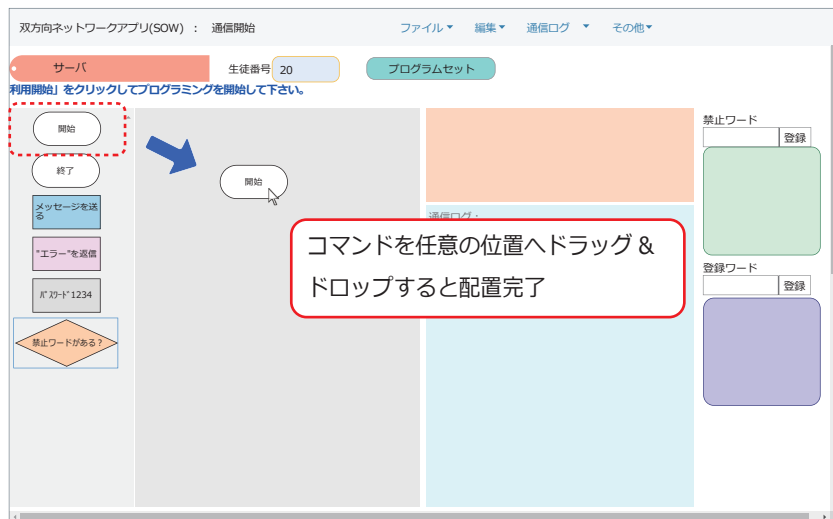 双方向ネットワークアプリ(SOW) ： 通信開始
ファイル▼ 編集▼ 通信ログ ▼ その他▼
サーバ
生徒番号 20
プログラムセット
利用開始」をクリックしてプログラミングを開始して下さい。
開始
終了
メッセージを送
る
"エラー"を返信
ﾊﾟｽﾜｰﾄﾞ1234
禁止ワードがある？
開始
通信ログ：
コマンドを任意の位置へドラッグ＆
ドロップすると配置完了
禁止ワード
登録
登録ワード
登録